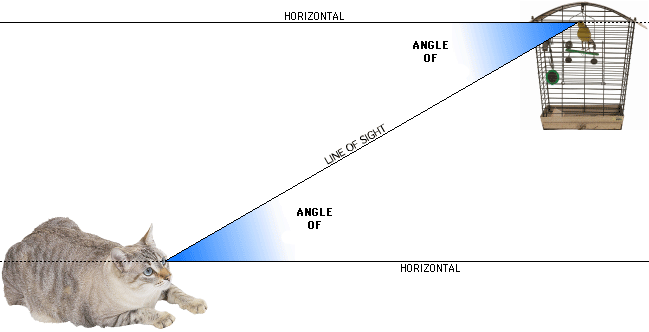 HORIZONTAL
ANGLE
OF
LINE OF SIGHT
ANGLE
OF
HORIZONTAL